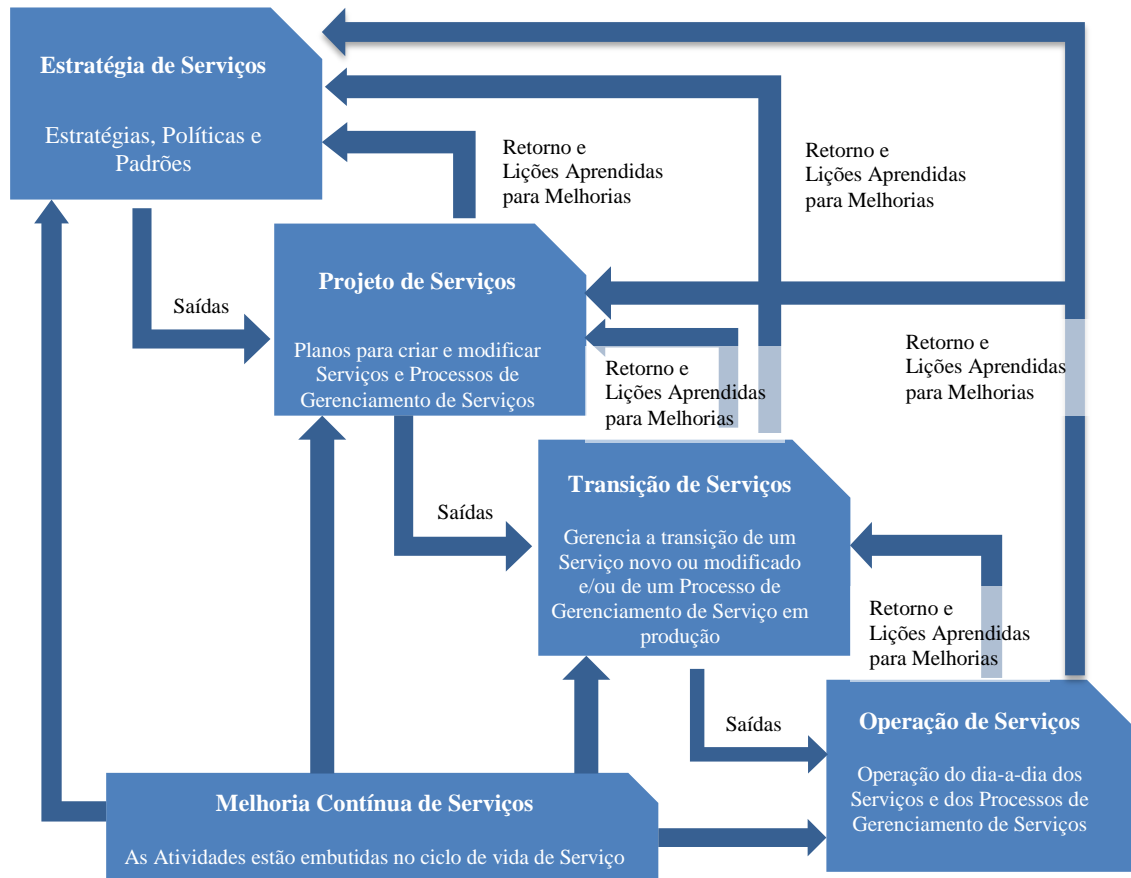 Estratégia de Serviços
Estratégias, Políticas e
Padrões
Retorno e
Lições Aprendidas
para Melhorias
Retorno e
Lições Aprendidas
para Melhorias
Saídas
Projeto de Serviços
Planos para criar e modificar
Serviços e Processos de
Gerenciamento de Serviços
Retorno e
Lições Aprendidas
para Melhorias
Retorno e
Lições Aprendidas
para Melhorias
Saídas
Transição de Serviços
Gerencia a transição de um
Serviço novo ou modificado
e/ou de um Processo de
Gerenciamento de Serviço em
produção
Retorno e
Lições Aprendidas
para Melhorias
Saídas
Operação de Serviços
Operação do dia-a-dia dos
Serviços e dos Processos de
Gerenciamento de Serviços
Melhoria Contínua de Serviços
As Atividades estão embutidas no ciclo de vida de Serviço